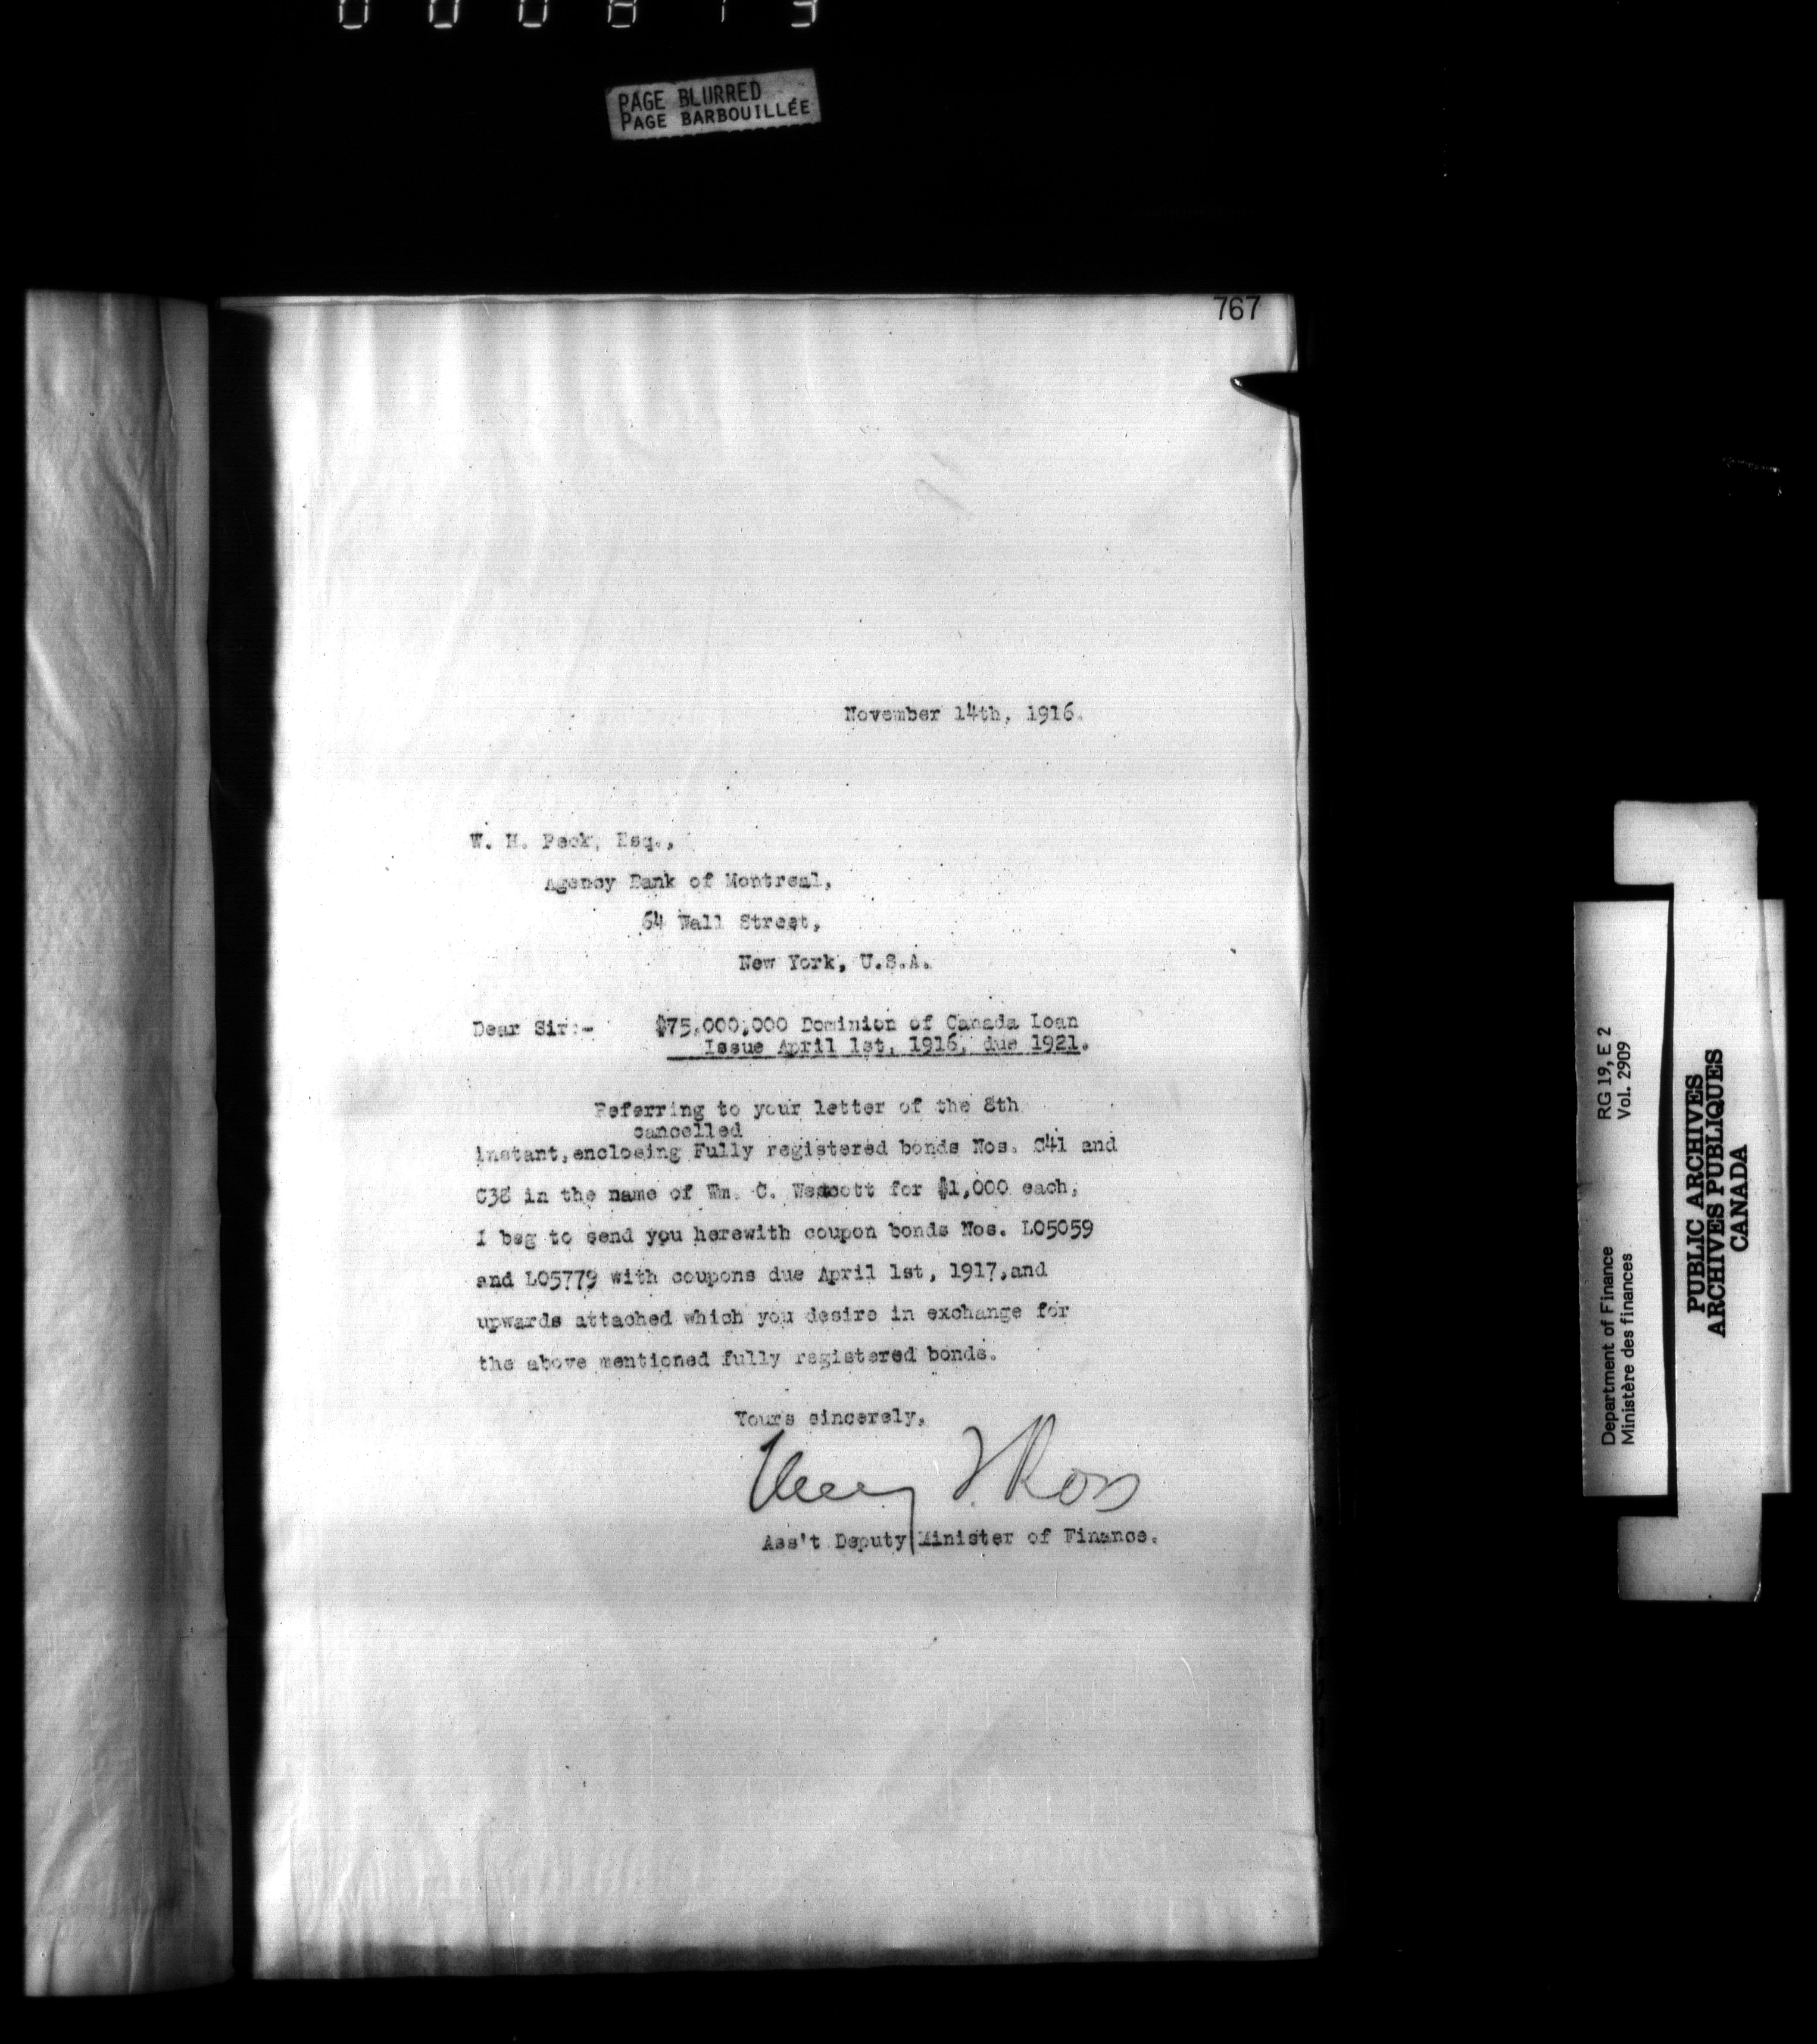 PAGE BLURRED
PAGE BARBOUILLÉE
767
November 14th, 1916.
W. H. Peck, Esq.,
Agency Bank of Montreal,
64 Wall Street,
New York, U.S.A.
Dear Sir:- $75,000,000 Dominion of Canada Loan
Issue April 1st, 1916, due 1921.
Referring to your letter of the 8th
cancelled
instant, enclosing Fully registered bonds Nos. C41 and
C38 in the name of Wm. C. Wescott for $1,000 each,
I beg to send you herewith coupon bonds Nos. L05059
and L05779 with coupons due April 1st, 1917, and
upwards attached which you desire in exchange for
the above mentioned fully registered bonds.
Yours sincerely,
Henry T. Ross
Ass't Deputy Minister of Finance.
Department of Finance RG 19, E 2
Ministère des finances Vol. 2909
PUBLIC ARCHIVES
ARCHIVES PUBLIQUES
CANADA